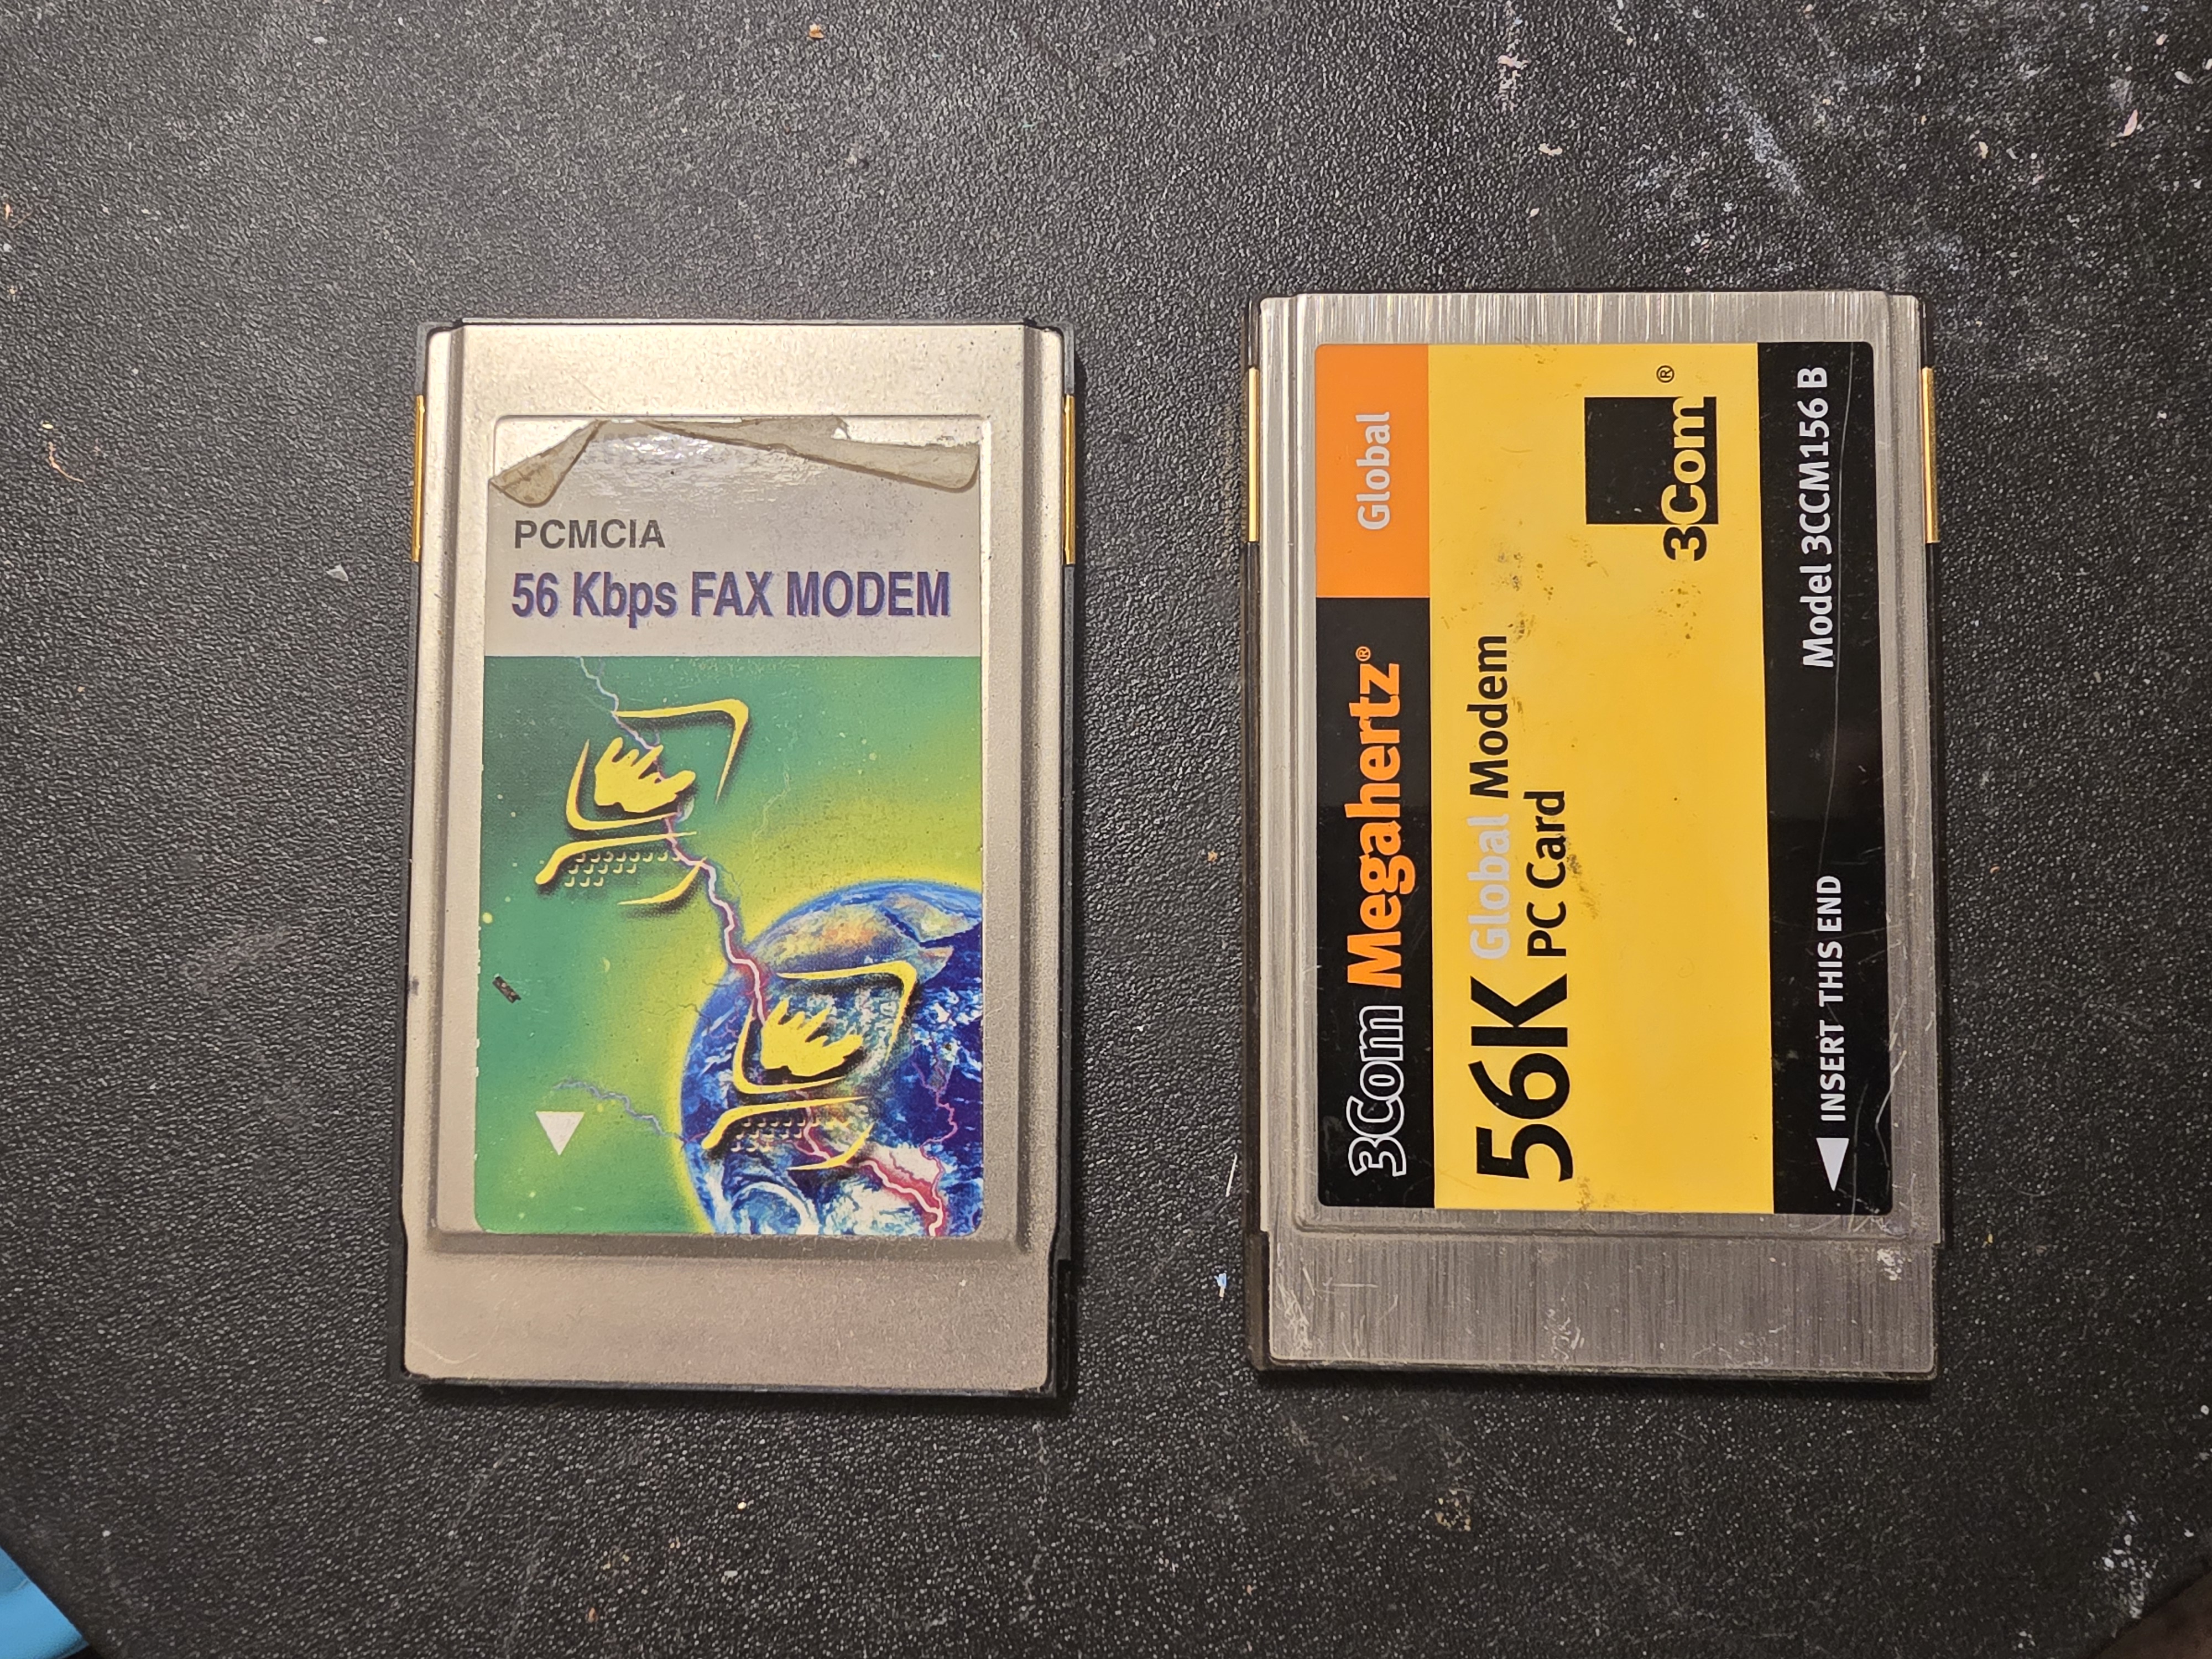 PCMCIA
56 Kbps FAX MODEM
3Com Megahertz® Global
56K Global Modem
PC Card
3Com®
INSERT THIS END Model 3CCM156 B